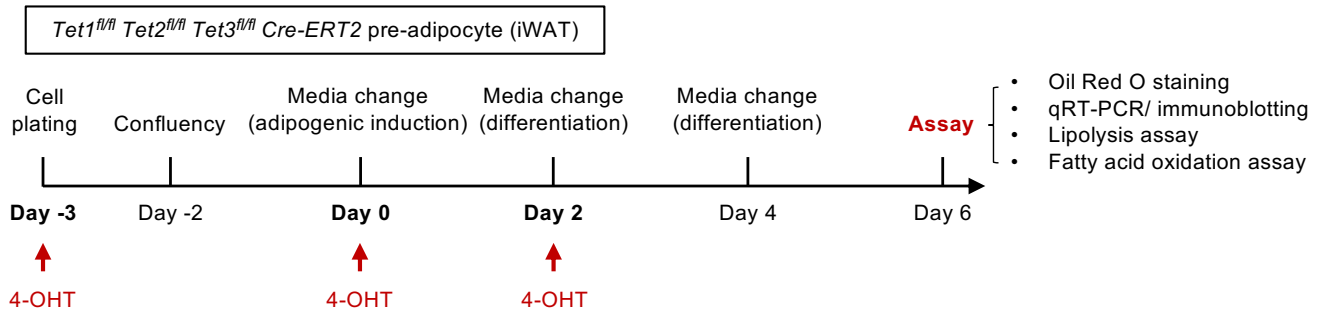 Tet1fl/fl Tet2fl/fl Tet3fl/fl Cre-ERT2 pre-adipocyte (iWAT)
Cell
plating
Confluency
Media change
(adipogenic induction)
Media change
(differentiation)
Media change
(differentiation)
Assay
• Oil Red O staining
• qRT-PCR/ immunoblotting
• Lipolysis assay
• Fatty acid oxidation assay
Day -3
Day -2
Day 0
Day 2
Day 4
Day 6
4-OHT
4-OHT
4-OHT